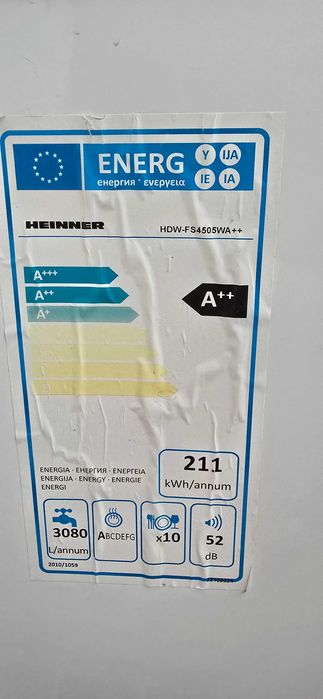 ENERG Y IJA
енергия · ενεργεια IE IA
HEINNER HDW-FS4505WA++
A+++
A++ A++
A+
D
ENERGIA · ЕНЕРГИЯ · ΕΝΕΡΓΕΙΑ
ENERGIJA · ENERGY · ENERGIE
ENERGI
211
kWh/annum
3080
L/annum
ABCDEFG
x10
52
dB
2010/1059